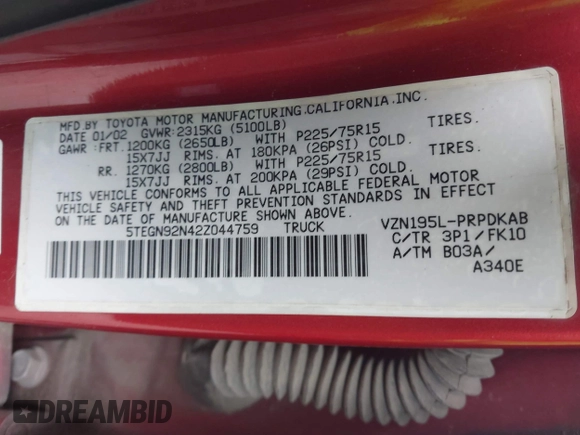 MFD.BY TOYOTA MOTOR MANUFACTURING,CALIFORNIA,INC.
DATE 01/02 GVWR:2315KG (5100LB)
GAWR :FRT.1200KG (2650LB) WITH P225/75R15 TIRES.
15X7JJ RIMS. AT 180KPA (26PSI) COLD.
RR. 1270KG (2800LB) WITH P225/75R15 TIRES.
15X7JJ RIMS. AT 200KPA (29PSI) COLD.
THIS VEHICLE CONFORMS TO ALL APPLICABLE FEDERAL MOTOR
VEHICLE SAFETY AND THEFT PREVENTION STANDARDS IN EFFECT
ON THE DATE OF MANUFACTURE SHOWN ABOVE.
5TEGN92N42Z044759 TRUCK
VZN195L-PRPDKAB
C/TR 3P1/FK10
A/TM B03A/
A340E
DREAMBID